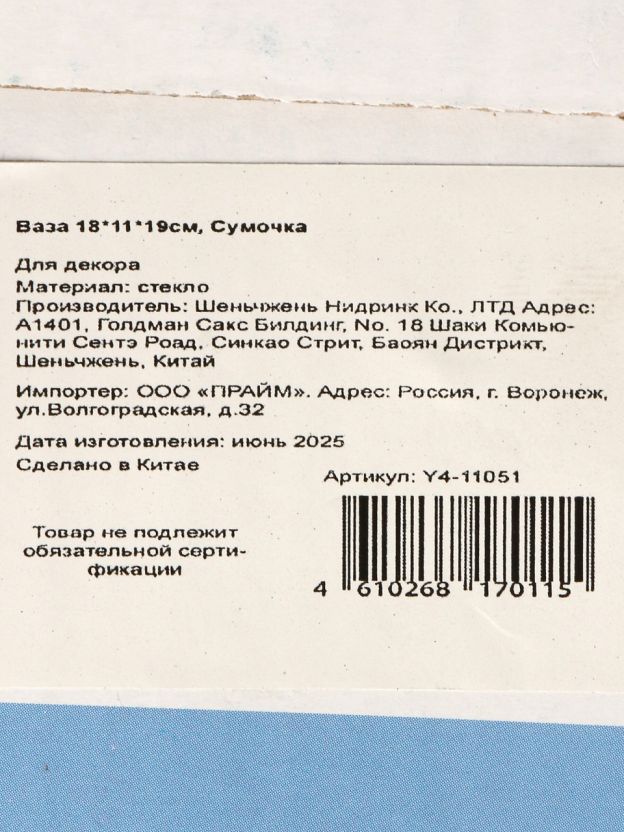 Ваза 18*11*19см, Сумочка
Для декора
Материал: стекло
Производитель: Шеньчжень Нидринк Ко., ЛТД Адрес:
А1401, Голдман Сакс Билдинг, No. 18 Шаки Комью-
нити Сентэ Роад, Синкао Стрит, Баоян Дистрикт,
Шеньчжень, Китай
Импортер: ООО «ПРАЙМ». Адрес: Россия, г. Воронеж,
ул.Волгоградская, д.32
Дата изготовления: июнь 2025
Сделано в Китае
Артикул: Y4-11051
Товар не подлежит
обязательной серти-
фикации
4 610268 170115